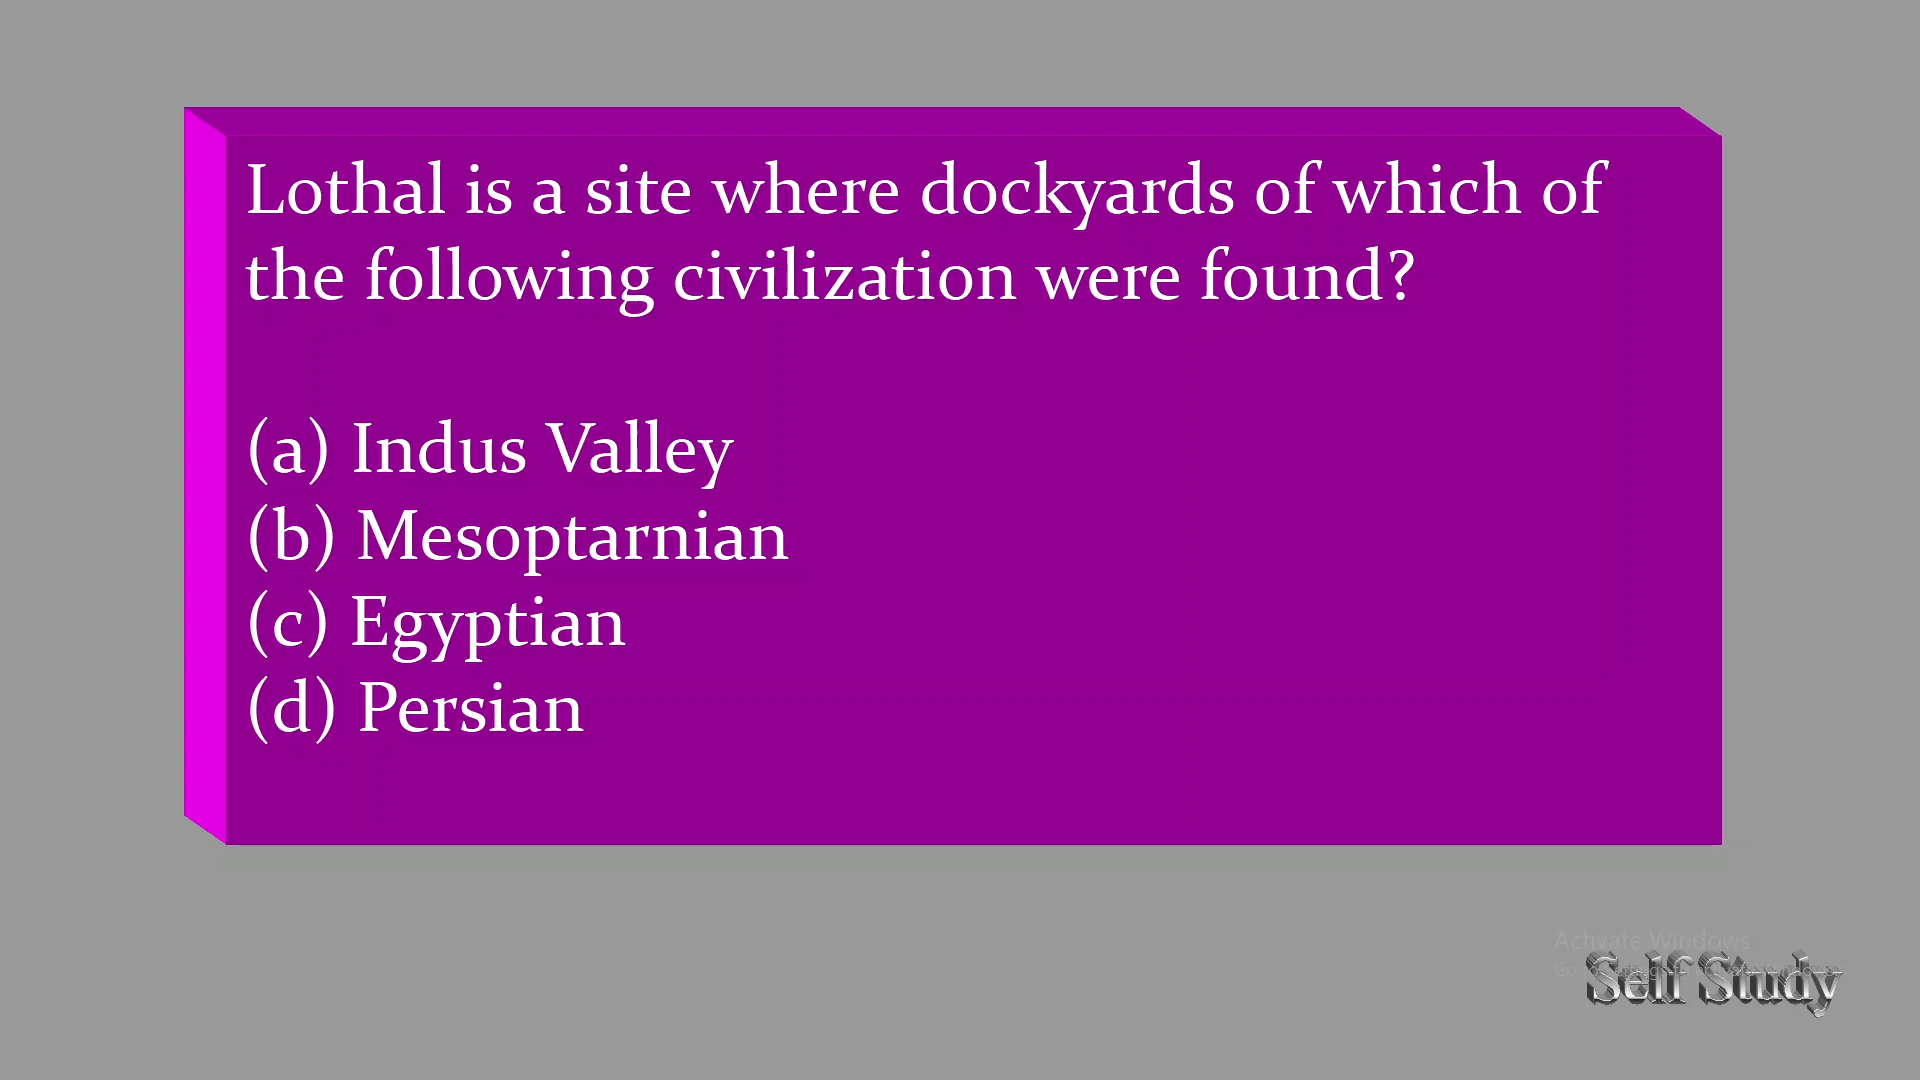 Lothal is a site where dockyards of which of
the following civilization were found?
(a) Indus Valley
(b) Mesoptarnian
(c) Egyptian
(d) Persian
Activate Windows
Self Study